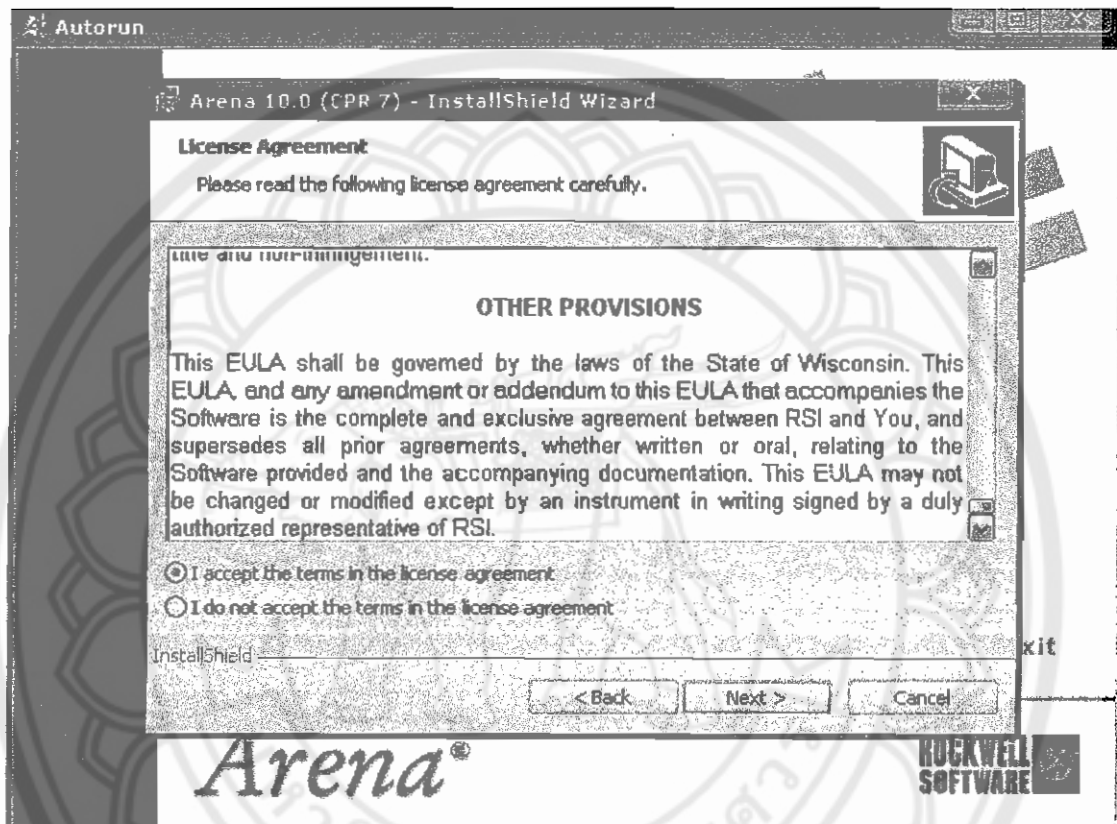 Autorun
Arena 10.0 (CPR 7) - InstallShield Wizard
License Agreement
Please read the following license agreement carefully.
title and non-infringement.
OTHER PROVISIONS
This EULA shall be governed by the laws of the State of Wisconsin. This
EULA, and any amendment or addendum to this EULA that accompanies the
Software is the complete and exclusive agreement between RSI and You, and
supersedes all prior agreements, whether written or oral, relating to the
Software provided and the accompanying documentation. This EULA may not
be changed or modified except by an instrument in writing signed by a duly
authorized representative of RSI.
I accept the terms in the license agreement
I do not accept the terms in the license agreement
InstallShield
xit
< Back
Next >
Cancel
Arena®
ROCKWELL
SOFTWARE